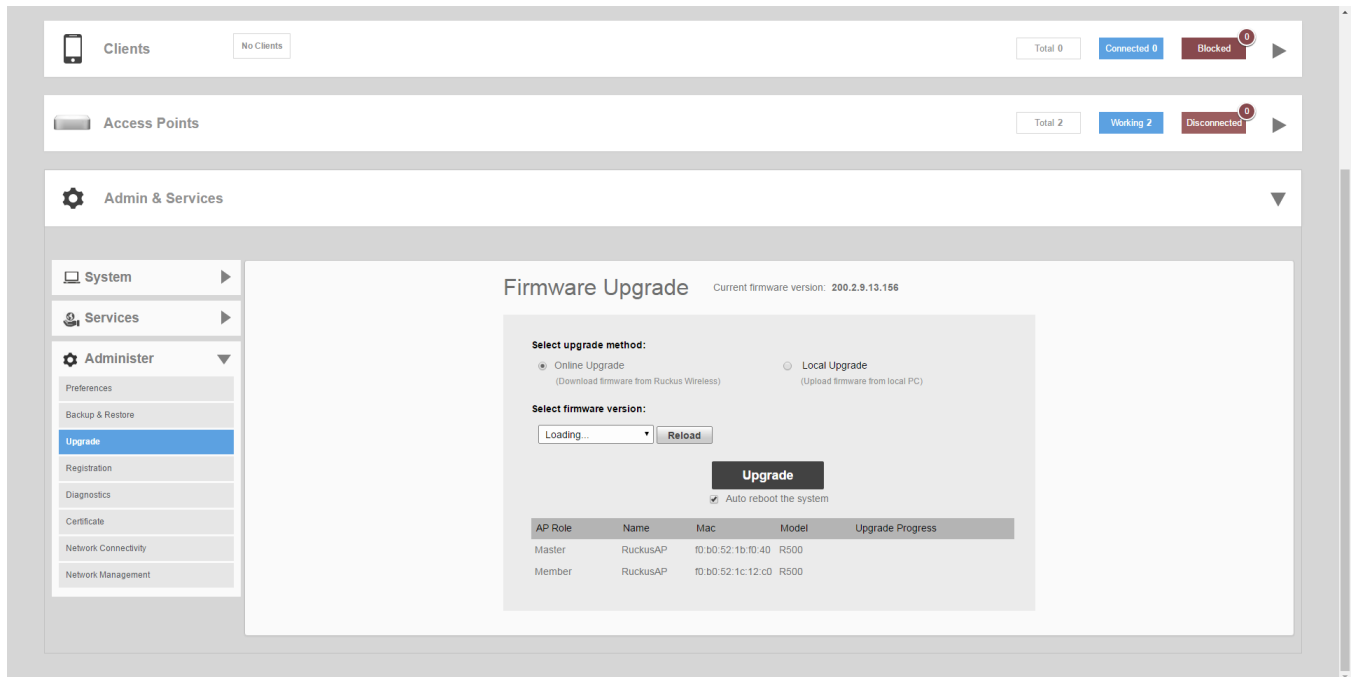 Clients
No Clients
Total 0
Connected 0
Blocked
0
Access Points
Total 2
Working 2
Disconnected
0
Admin & Services
System
Services
Administer
Preferences
Backup & Restore
Upgrade
Registration
Diagnostics
Certificate
Network Connectivity
Network Management
Firmware Upgrade
Current firmware version: 200.2.9.13.156
Select upgrade method:
Online Upgrade
(Download firmware from Ruckus Wireless)
Local Upgrade
(Upload firmware from local PC)
Select firmware version:
Loading...
Reload
Upgrade
Auto reboot the system
AP Role Name Mac Model Upgrade Progress
Master RuckusAP f0:b0:52:1b:f0:40 R500
Member RuckusAP f0:b0:52:1c:12:c0 R500